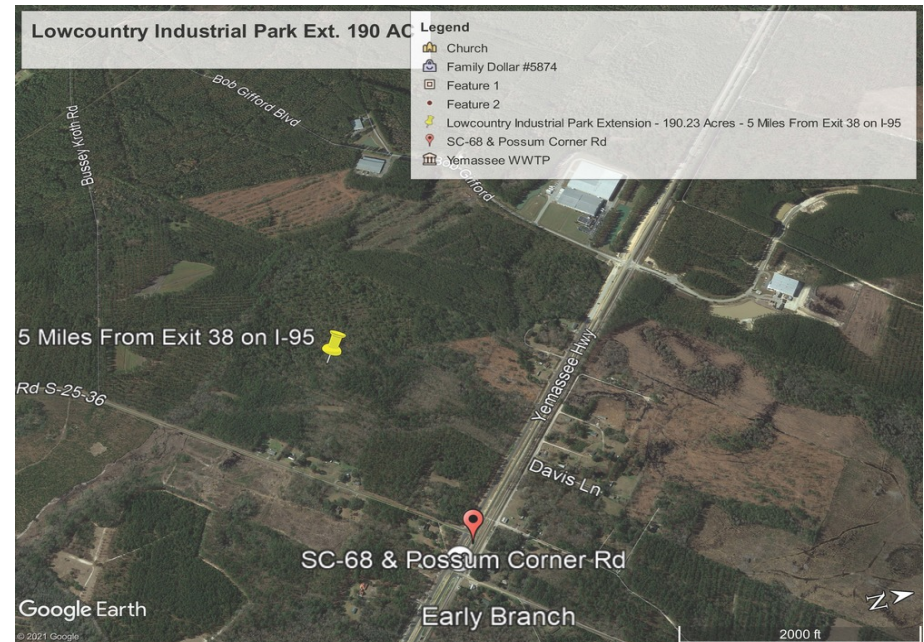 Lowcountry Industrial Park Ext. 190 AC
Legend
Church
Family Dollar #5874
Feature 1
Feature 2
Lowcountry Industrial Park Extension - 190.23 Acres - 5 Miles From Exit 38 on I-95
SC-68 & Possum Corner Rd
Yemassee WWTP
Bob Gifford Blvd
Bussey Kroth Rd
Bob Gifford
5 Miles From Exit 38 on I-95
Rd S-25-36
Yemassee Hwy
Davis Ln
SC-68 & Possum Corner Rd
Early Branch
Google Earth
© 2021 Google
N
2000 ft